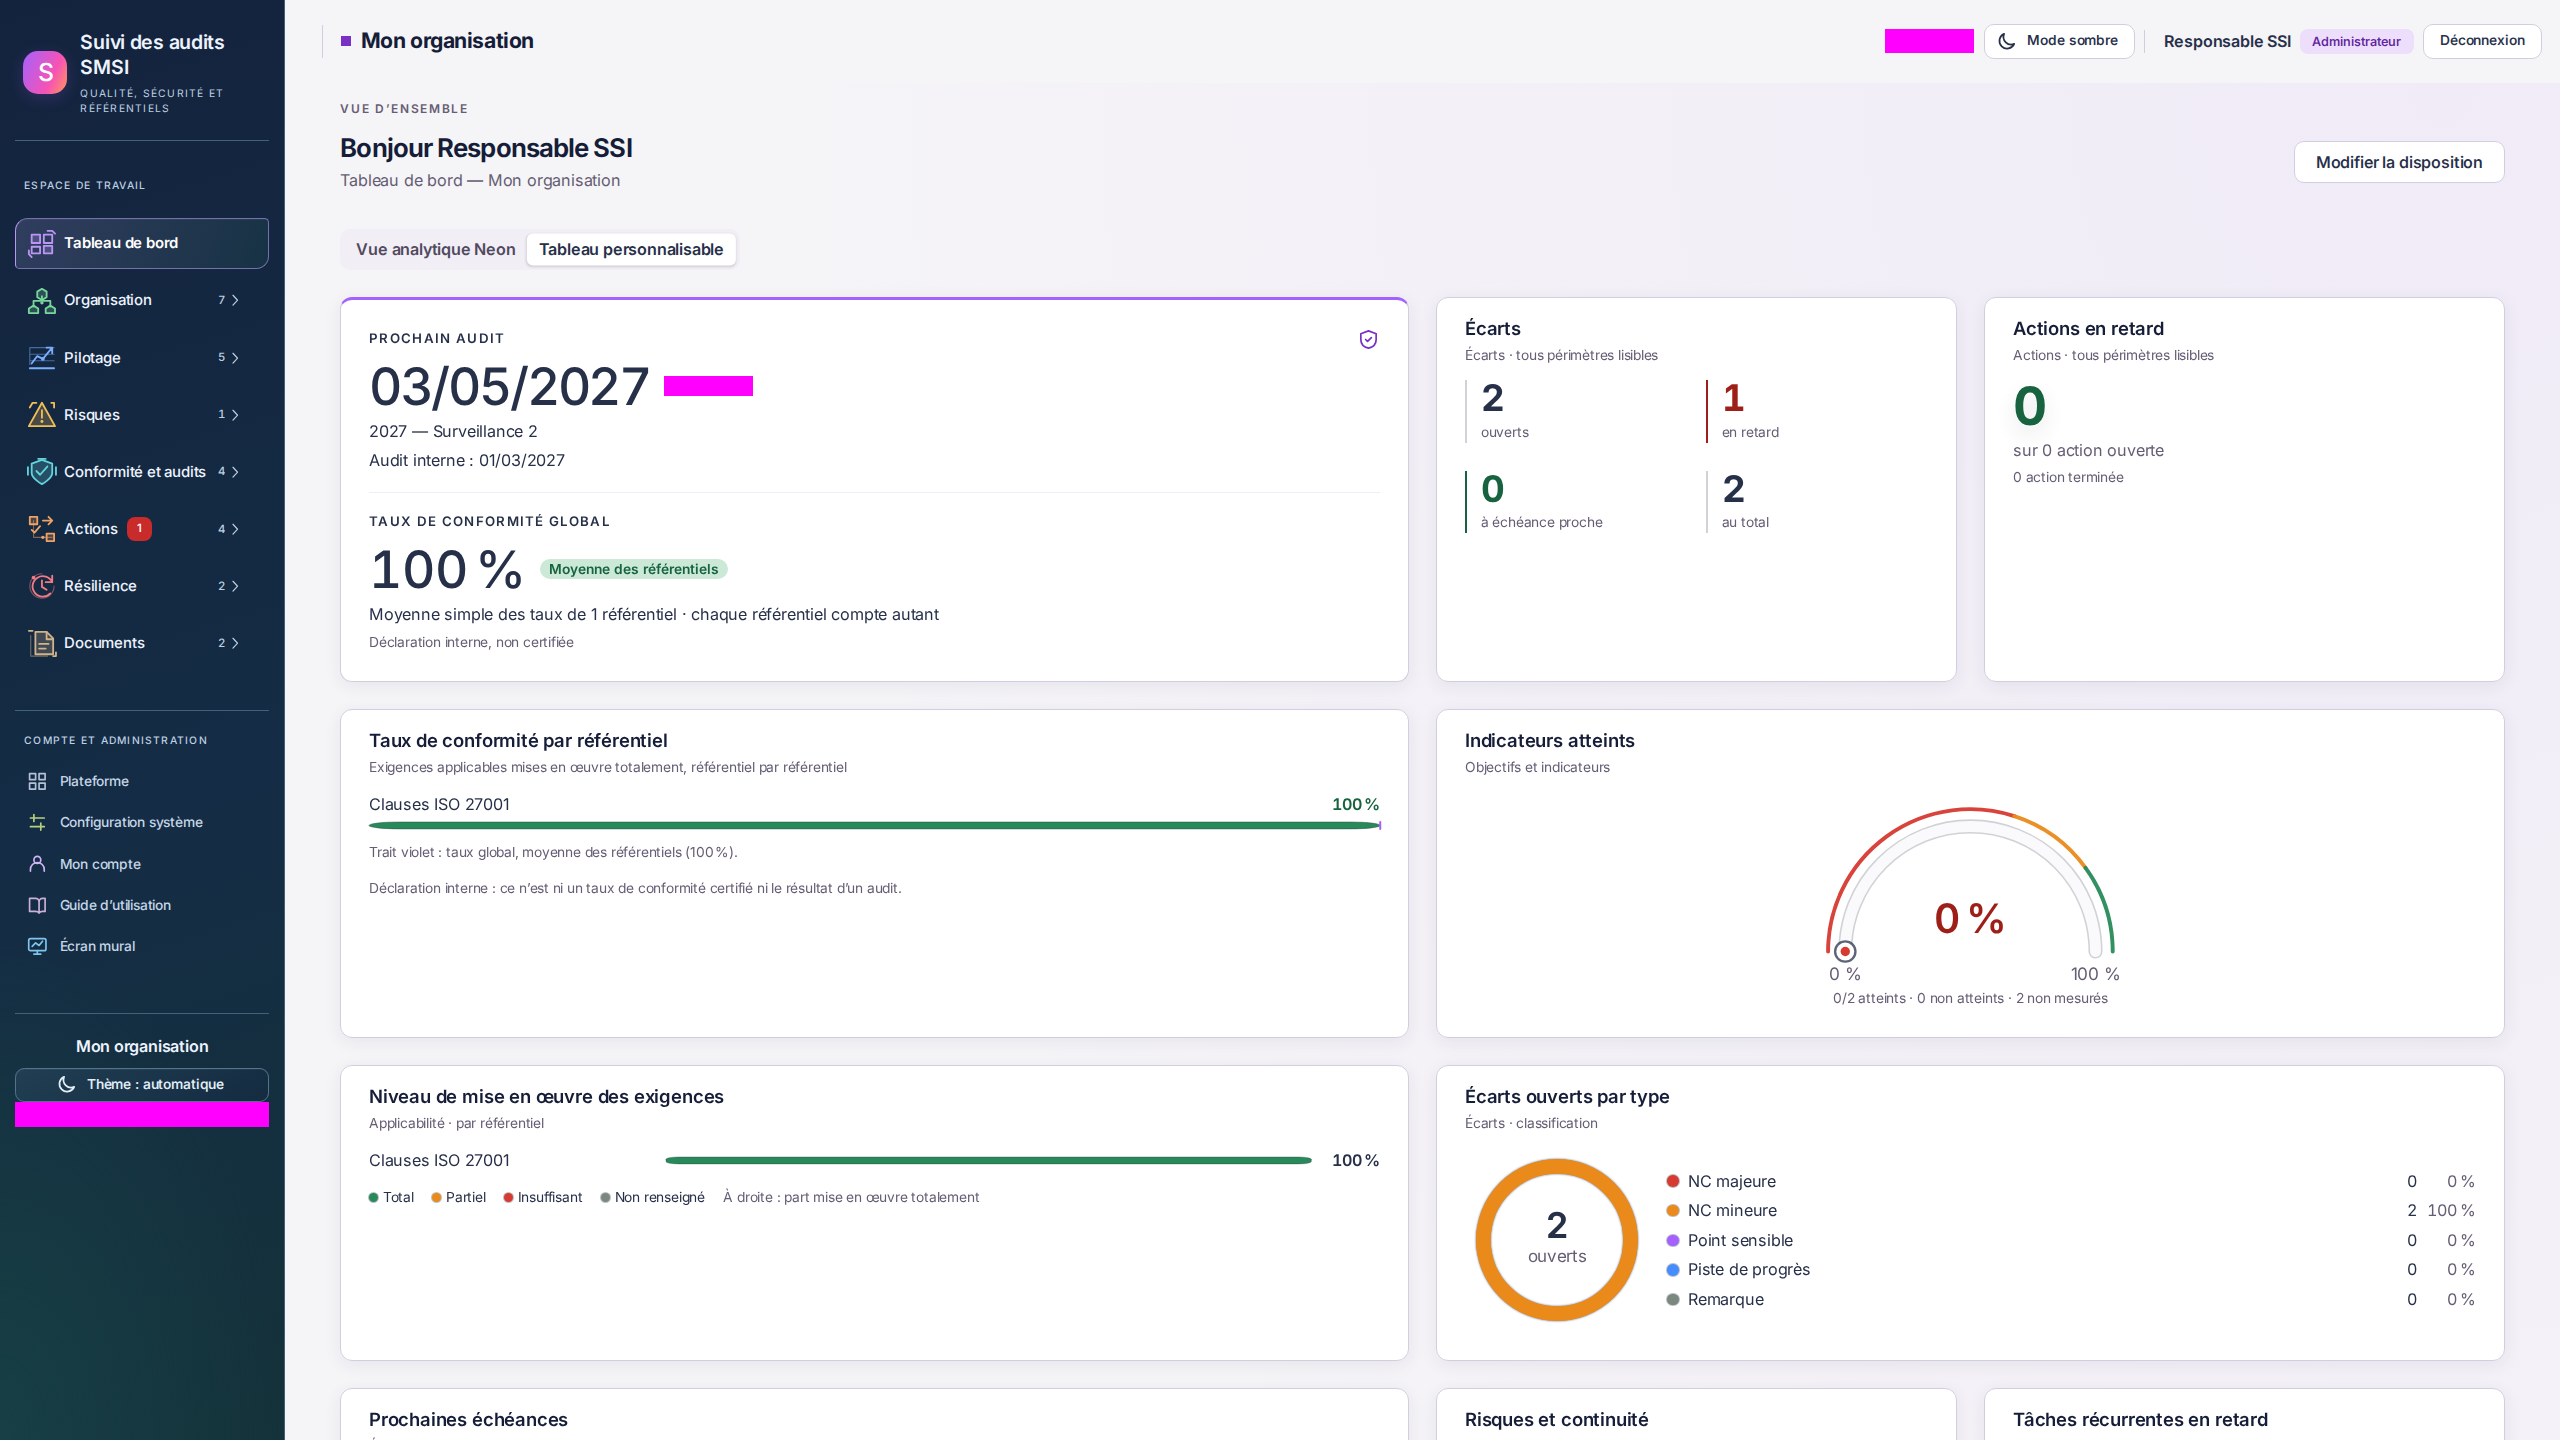 S
Suivi des audits
SMSI
QUALITÉ, SÉCURITÉ ET
RÉFÉRENTIELS
ESPACE DE TRAVAIL
Tableau de bord
Organisation 7
Pilotage 5
Risques 1
Conformité et audits 4
Actions 1 4
Résilience 2
Documents 2
COMPTE ET ADMINISTRATION
Plateforme
Configuration système
Mon compte
Guide d’utilisation
Écran mural
Mon organisation
Thème : automatique
Mon organisation
Mode sombre
Responsable SSI
Administrateur
Déconnexion
VUE D’ENSEMBLE
Bonjour Responsable SSI
Tableau de bord — Mon organisation
Modifier la disposition
Vue analytique Neon
Tableau personnalisable
PROCHAIN AUDIT
03/05/2027
2027 — Surveillance 2
Audit interne : 01/03/2027
TAUX DE CONFORMITÉ GLOBAL
100 % Moyenne des référentiels
Moyenne simple des taux de 1 référentiel · chaque référentiel compte autant
Déclaration interne, non certifiée
Écarts
Écarts · tous périmètres lisibles
2
ouverts
1
en retard
0
à échéance proche
2
au total
Actions en retard
Actions · tous périmètres lisibles
0
sur 0 action ouverte
0 action terminée
Taux de conformité par référentiel
Exigences applicables mises en œuvre totalement, référentiel par référentiel
Clauses ISO 27001 100 %
Trait violet : taux global, moyenne des référentiels (100 %).
Déclaration interne : ce n’est ni un taux de conformité certifié ni le résultat d’un audit.
Indicateurs atteints
Objectifs et indicateurs
0 %
0 % 100 %
0/2 atteints · 0 non atteints · 2 non mesurés
Niveau de mise en œuvre des exigences
Applicabilité · par référentiel
Clauses ISO 27001 100 %
Total Partiel Insuffisant Non renseigné À droite : part mise en œuvre totalement
Écarts ouverts par type
Écarts · classification
2
ouverts
NC majeure 0 0 %
NC mineure 2 100 %
Point sensible 0 0 %
Piste de progrès 0 0 %
Remarque 0 0 %
Prochaines échéances
Risques et continuité
Tâches récurrentes en retard